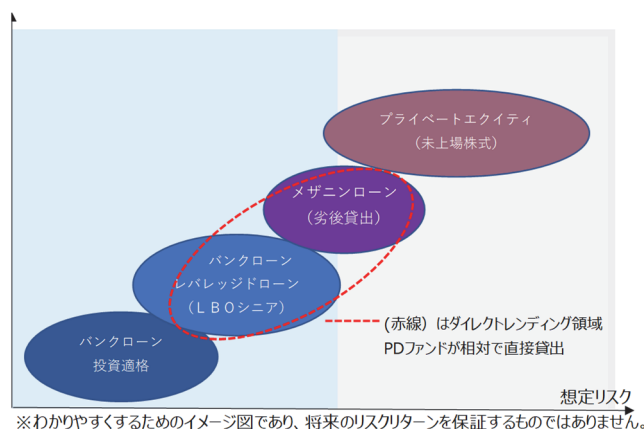 プライベートエクイティ
(未上場株式)
メザニンローン
(劣後貸出)
バンクローン
レバレッジドローン
(ＬＢＯシニア)
バンクローン
投資適格
(赤線) はダイレクトレンディング領域
PDファンドが相対で直接貸出
想定リスク
※わかりやすくするためのイメージ図であり、将来のリスクリターンを保証するものではありません。